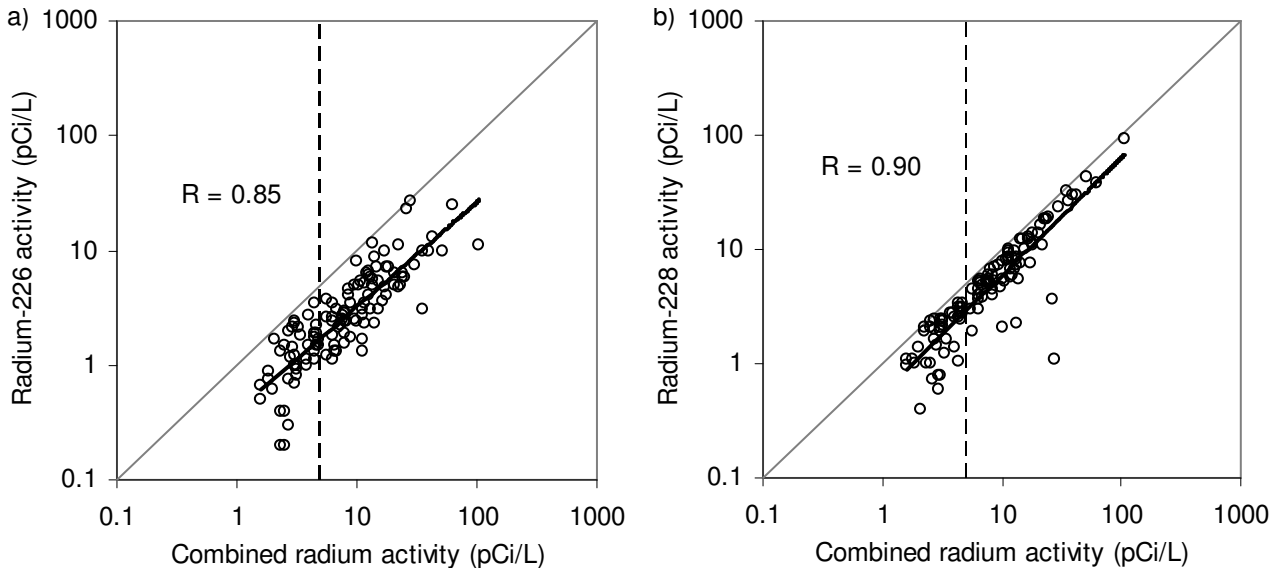 a)
1000
100
10
1
0.1
Radium-226 activity (pCi/L)
R = 0.85
0.1 1 10 100 1000
Combined radium activity (pCi/L)
b)
1000
100
10
1
0.1
Radium-228 activity (pCi/L)
R = 0.90
0.1 1 10 100 1000
Combined radium activity (pCi/L)